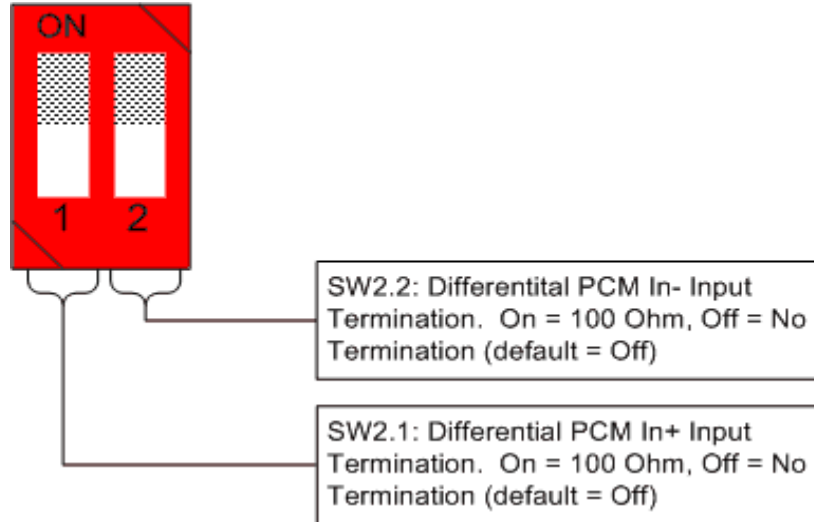 ON
1 2
SW2.2: Differentital PCM In- Input
Termination. On = 100 Ohm, Off = No
Termination (default = Off)
SW2.1: Differential PCM In+ Input
Termination. On = 100 Ohm, Off = No
Termination (default = Off)